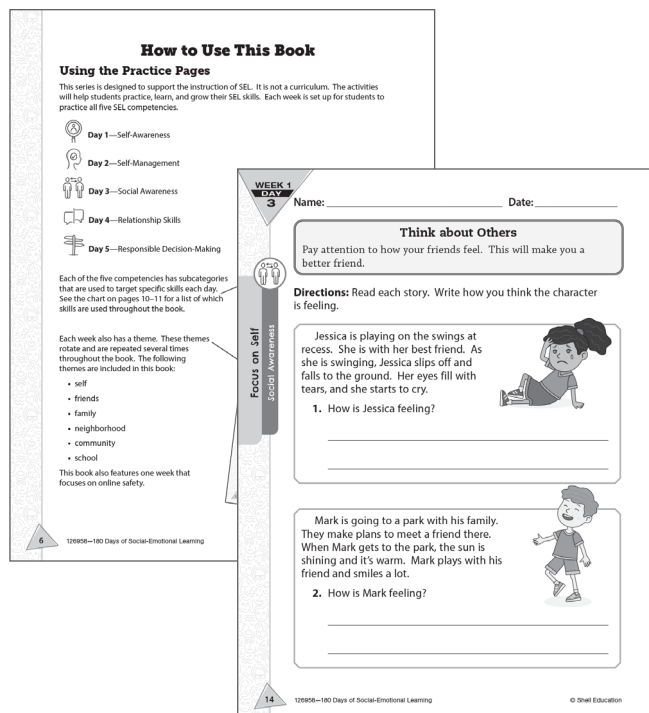 How to Use This Book
Using the Practice Pages
This series is designed to support the instruction of SEL. It is not a curriculum. The activities
will help students practice, learn, and grow their SEL skills. Each week is set up for students to
practice all five SEL competencies.
Day 1—Self-Awareness
Day 2—Self-Management
Day 3—Social Awareness
Day 4—Relationship Skills
Day 5—Responsible Decision-Making
Each of the five competencies has subcategories
that are used to target specific skills each day.
See the chart on pages 10–11 for a list of which
skills are used throughout the book.
Each week also has a theme. These themes
rotate and are repeated several times
throughout the book. The following
themes are included in this book:
• self
• friends
• family
• neighborhood
• community
• school
This book also features one week that
focuses on online safety.
6
126958—180 Days of Social-Emotional Learning
WEEK 1
DAY
3
Name: Date:
Think about Others
Pay attention to how your friends feel. This will make you a
better friend.
Focus on Self
Social Awareness
Directions: Read each story. Write how you think the character
is feeling.
Jessica is playing on the swings at
recess. She is with her best friend. As
she is swinging, Jessica slips off and
falls to the ground. Her eyes fill with
tears, and she starts to cry.
1. How is Jessica feeling?
Mark is going to a park with his family.
They make plans to meet a friend there.
When Mark gets to the park, the sun is
shining and it's warm. Mark plays with his
friend and smiles a lot.
2. How is Mark feeling?
14
126958—180 Days of Social-Emotional Learning
© Shell Education